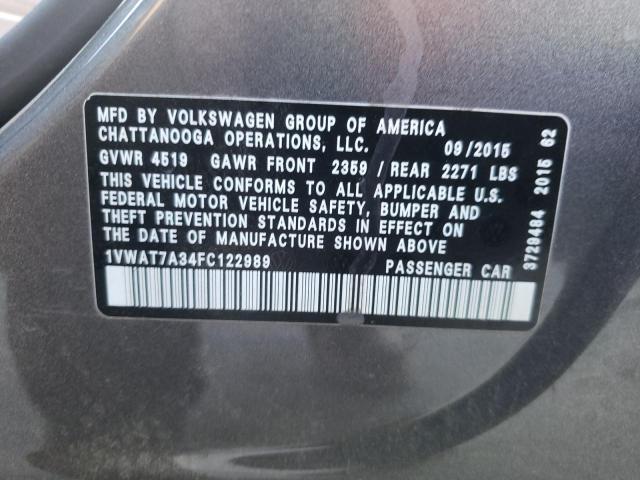 MFD BY VOLKSWAGEN GROUP OF AMERICA
CHATTANOOGA OPERATIONS, LLC. 09/2015
GVWR 4519 GAWR FRONT 2359 / REAR 2271 LBS
THIS VEHICLE CONFORMS TO ALL APPLICABLE U.S.
FEDERAL MOTOR VEHICLE SAFETY, BUMPER AND
THEFT PREVENTION STANDARDS IN EFFECT ON
THE DATE OF MANUFACTURE SHOWN ABOVE
1VWAT7A34FC122989 PASSENGER CAR
3729484 2015 62